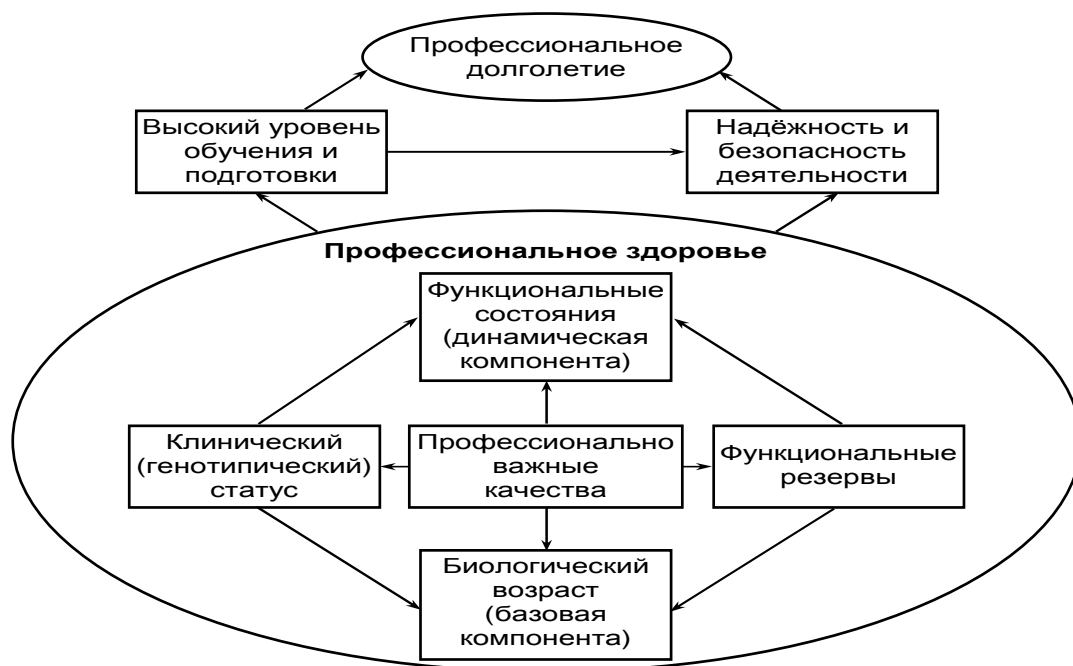 Профессиональное
долголетие
Высокий уровень
обучения и
подготовки
Надёжность и
безопасность
деятельности
Профессиональное здоровье
Функциональные
состояния
(динамическая
компонента)
Клинический
(генотипический)
статус
Профессионально
важные
качества
Функциональные
резервы
Биологический
возраст
(базовая
компонента)